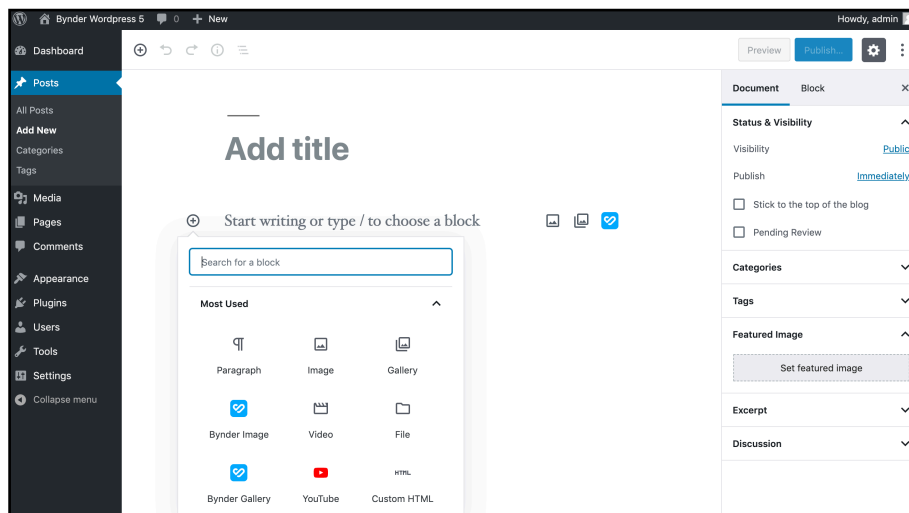 Bynder Wordpress 5 0 + New Howdy, admin
Dashboard
Posts
All Posts
Add New
Categories
Tags
Media
Pages
Comments
Appearance
Plugins
Users
Tools
Settings
Collapse menu
Preview Publish...
Add title
Start writing or type / to choose a block
Search for a block
Most Used
Paragraph Image Gallery
Bynder Image Video File
HTML
Bynder Gallery YouTube Custom HTML
Document Block
Status & Visibility
Visibility Public
Publish Immediately
Stick to the top of the blog
Pending Review
Categories
Tags
Featured Image
Set featured image
Excerpt
Discussion